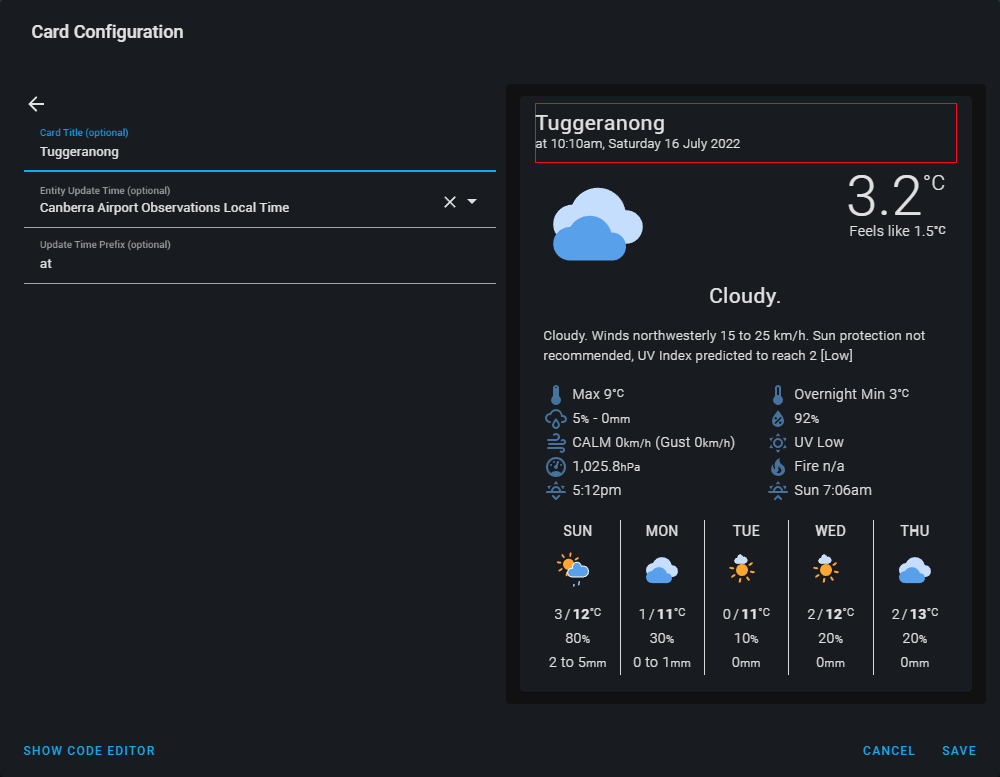 Card Configuration
Card Title (optional)
Tuggeranong
Entity Update Time (optional)
Canberra Airport Observations Local Time
Update Time Prefix (optional)
at
Tuggeranong
at 10:10am, Saturday 16 July 2022
3.2°C
Feels like 1.5°C
Cloudy.
Cloudy. Winds northwesterly 15 to 25 km/h. Sun protection not
recommended, UV Index predicted to reach 2 [Low]
Max 9°C
Overnight Min 3°C
5% - 0mm
92%
CALM 0km/h (Gust 0km/h)
UV Low
1,025.8hPa
Fire n/a
5:12pm
Sun 7:06am
SUN MON TUE WED THU
3/12°C 1/11°C 0/11°C 2/12°C 2/13°C
80% 30% 10% 20% 20%
2 to 5mm 0 to 1mm 0mm 0mm 0mm
SHOW CODE EDITOR
CANCEL SAVE